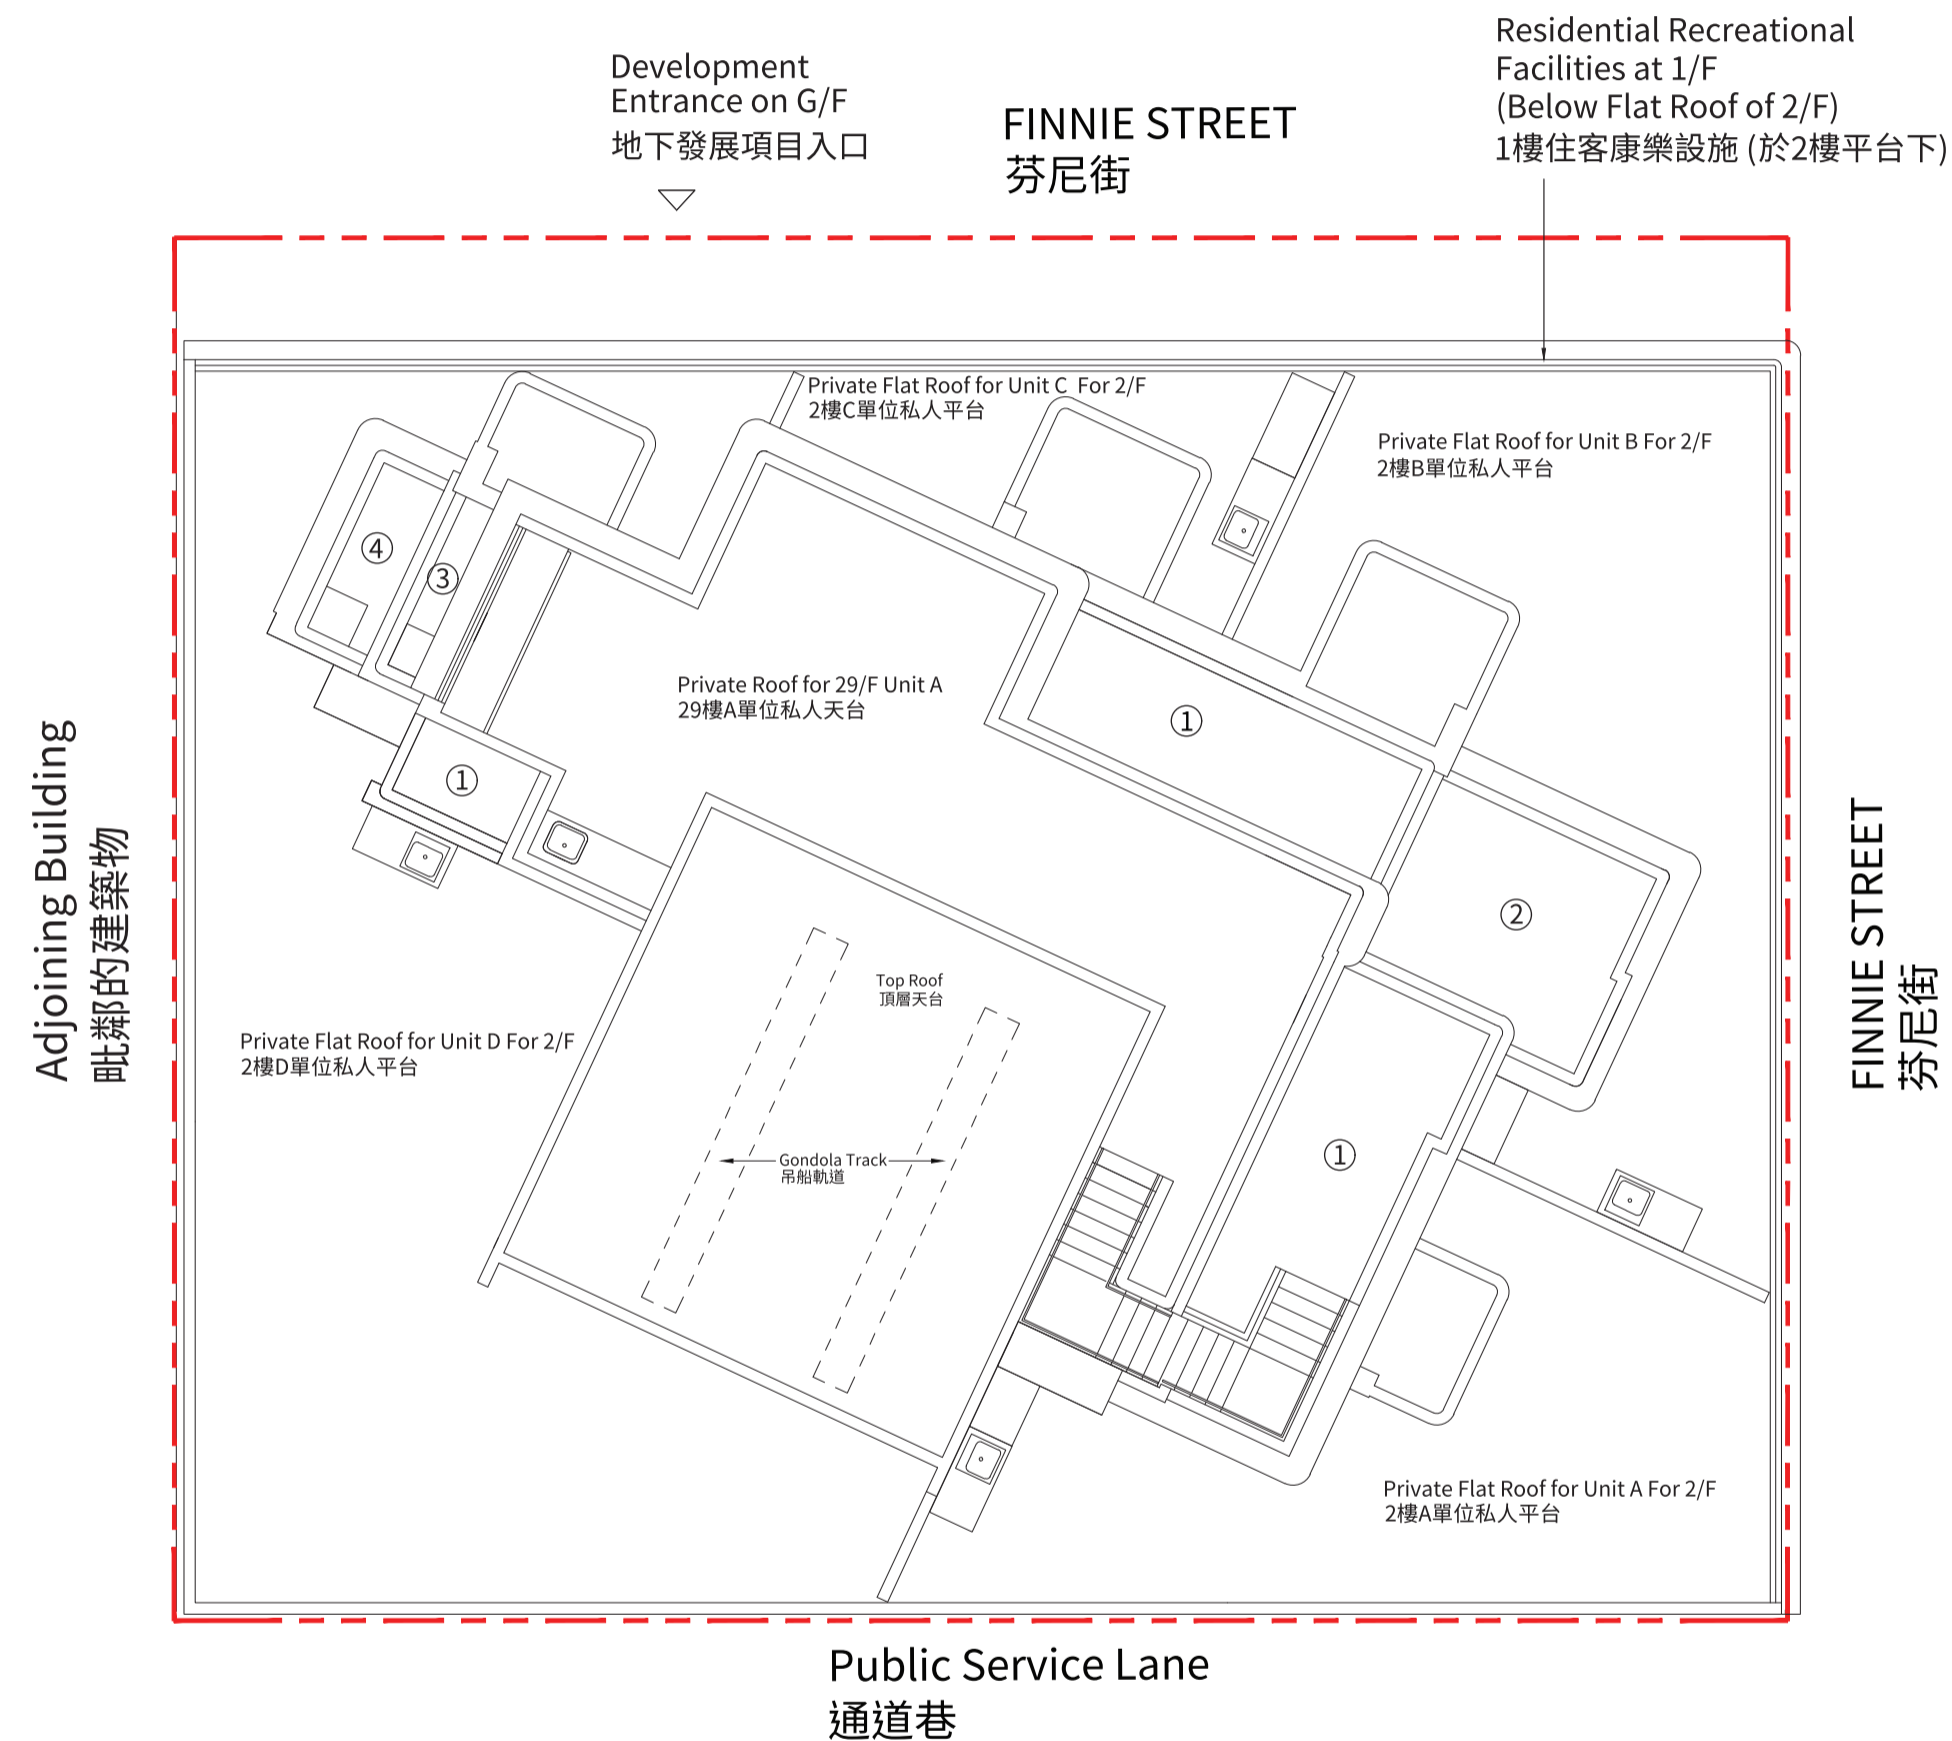 Residential Recreational
Facilities at 1/F
(Below Flat Roof of 2/F)
1樓住客康樂設施 (於2樓平台下)
Development
Entrance on G/F
地下發展項目入口
FINNIE STREET
芬尼街
Private Flat Roof for Unit C For 2/F
2樓C單位私人平台
Private Flat Roof for Unit B For 2/F
2樓B單位私人平台
④
③
Private Roof for 29/F Unit A
29樓A單位私人天台
①
①
②
Adjoining Building
毗鄰的建築物
FINNIE STREET
芬尼街
Top Roof
頂層天台
Private Flat Roof for Unit D For 2/F
2樓D單位私人平台
Gondola Track
吊船軌道
①
Private Flat Roof for Unit A For 2/F
2樓A單位私人平台
Public Service Lane
通道巷